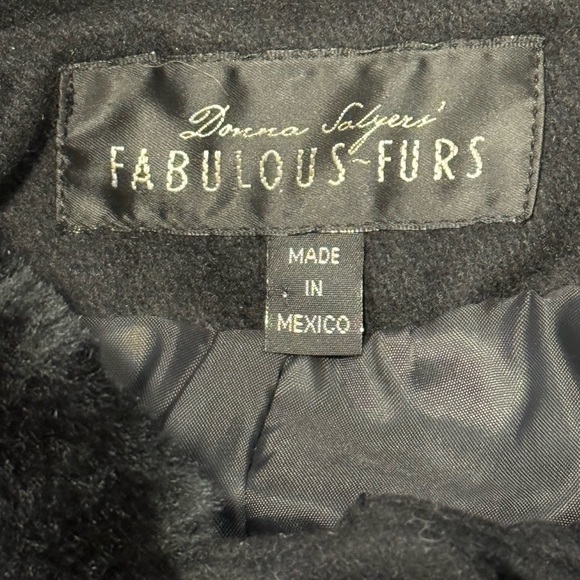 Donna Salyers'
FABULOUS-FURS
MADE
IN
MEXICO